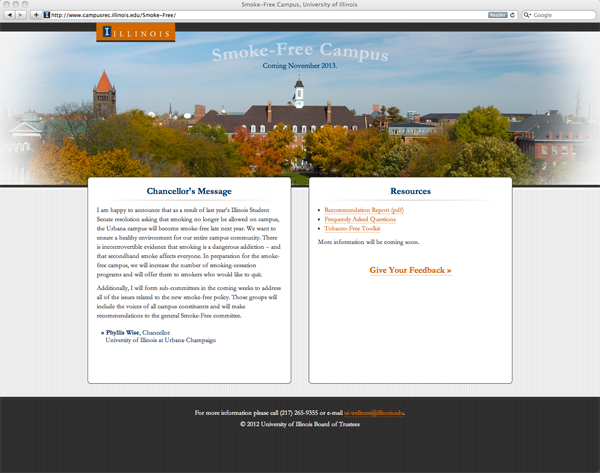 Smoke-Free Campus, University of Illinois
http://www.campusrec.illinois.edu/Smoke-Free/
Reader
Google
I ILLINOIS
Smoke-Free Campus
Coming November 2013.
Chancellor's Message
I am happy to announce that as a result of last year's Illinois Student
Senate resolution asking that smoking no longer be allowed on campus,
the Urbana campus will become smoke-free late next year. We want to
ensure a healthy environment for our entire campus community. There
is incontrovertible evidence that smoking is a dangerous addiction – and
that secondhand smoke affects everyone. In preparation for the smoke-
free campus, we will increase the number of smoking-cessation
programs and will offer them to smokers who would like to quit.
Additionally, I will form sub-committees in the coming weeks to address
all of the issues related to the new smoke-free policy. Those groups will
include the voices of all campus constituents and will make
recommendations to the general Smoke-Free committee.
» Phyllis Wise, Chancellor
University of Illinois at Urbana-Champaign
Resources
• Recommendation Report (pdf)
• Frequently Asked Questions
• Tobacco-Free Toolkit
More information will be coming soon.
Give Your Feedback »
For more information please call (217) 265-9355 or e-mail ui-wellness@illinois.edu.
© 2012 University of Illinois Board of Trustees